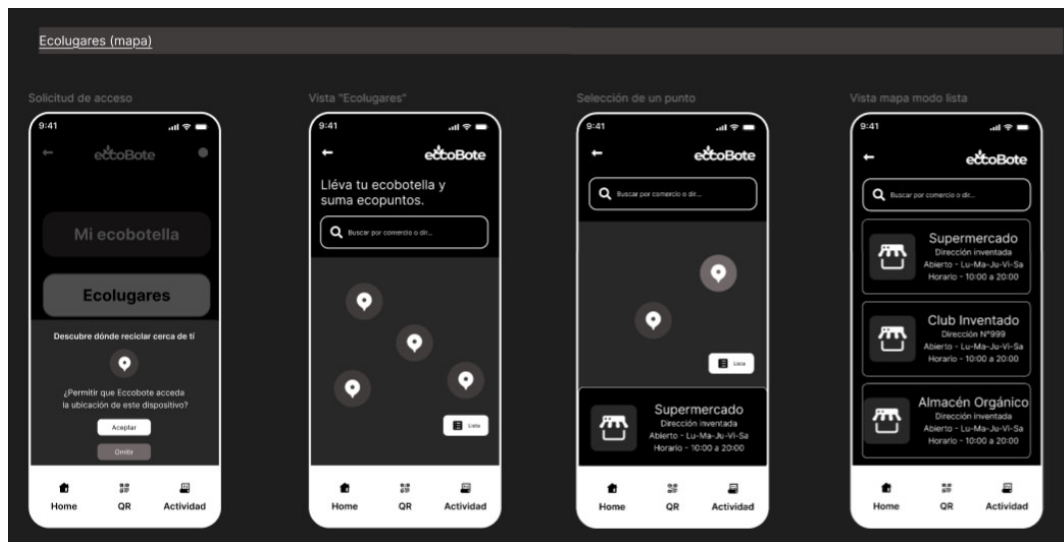 Ecolugares (mapa)
Solicitud de acceso
9:41
eccoBote
Mi ecobotella
Ecolugares
Descubre dónde reciclar cerca de tí
¿Permitir que Eccobote acceda
la ubicación de este dispositivo?
Aceptar
Omitir
Home QR Actividad
Vista "Ecolugares"
9:41
eccoBote
Lléva tu ecobotella y
suma ecopuntos.
Buscar por comercio o dir...
Lista
Home QR Actividad
Selección de un punto
9:41
eccoBote
Buscar por comercio o dir...
Lista
Supermercado
Dirección inventada
Abierto - Lu-Ma-Ju-Vi-Sa
Horario - 10:00 a 20:00
Home QR Actividad
Vista mapa modo lista
9:41
eccoBote
Buscar por comercio o dir...
Supermercado
Dirección inventada
Abierto - Lu-Ma-Ju-Vi-Sa
Horario - 10:00 a 20:00
Club Inventado
Dirección N°999
Abierto - Lu-Ma-Ju-Vi-Sa
Horario - 10:00 a 20:00
Almacén Orgánico
Dirección inventada
Abierto - Lu-Ma-Ju-Vi-Sa
Horario - 10:00 a 20:00
Home QR Actividad